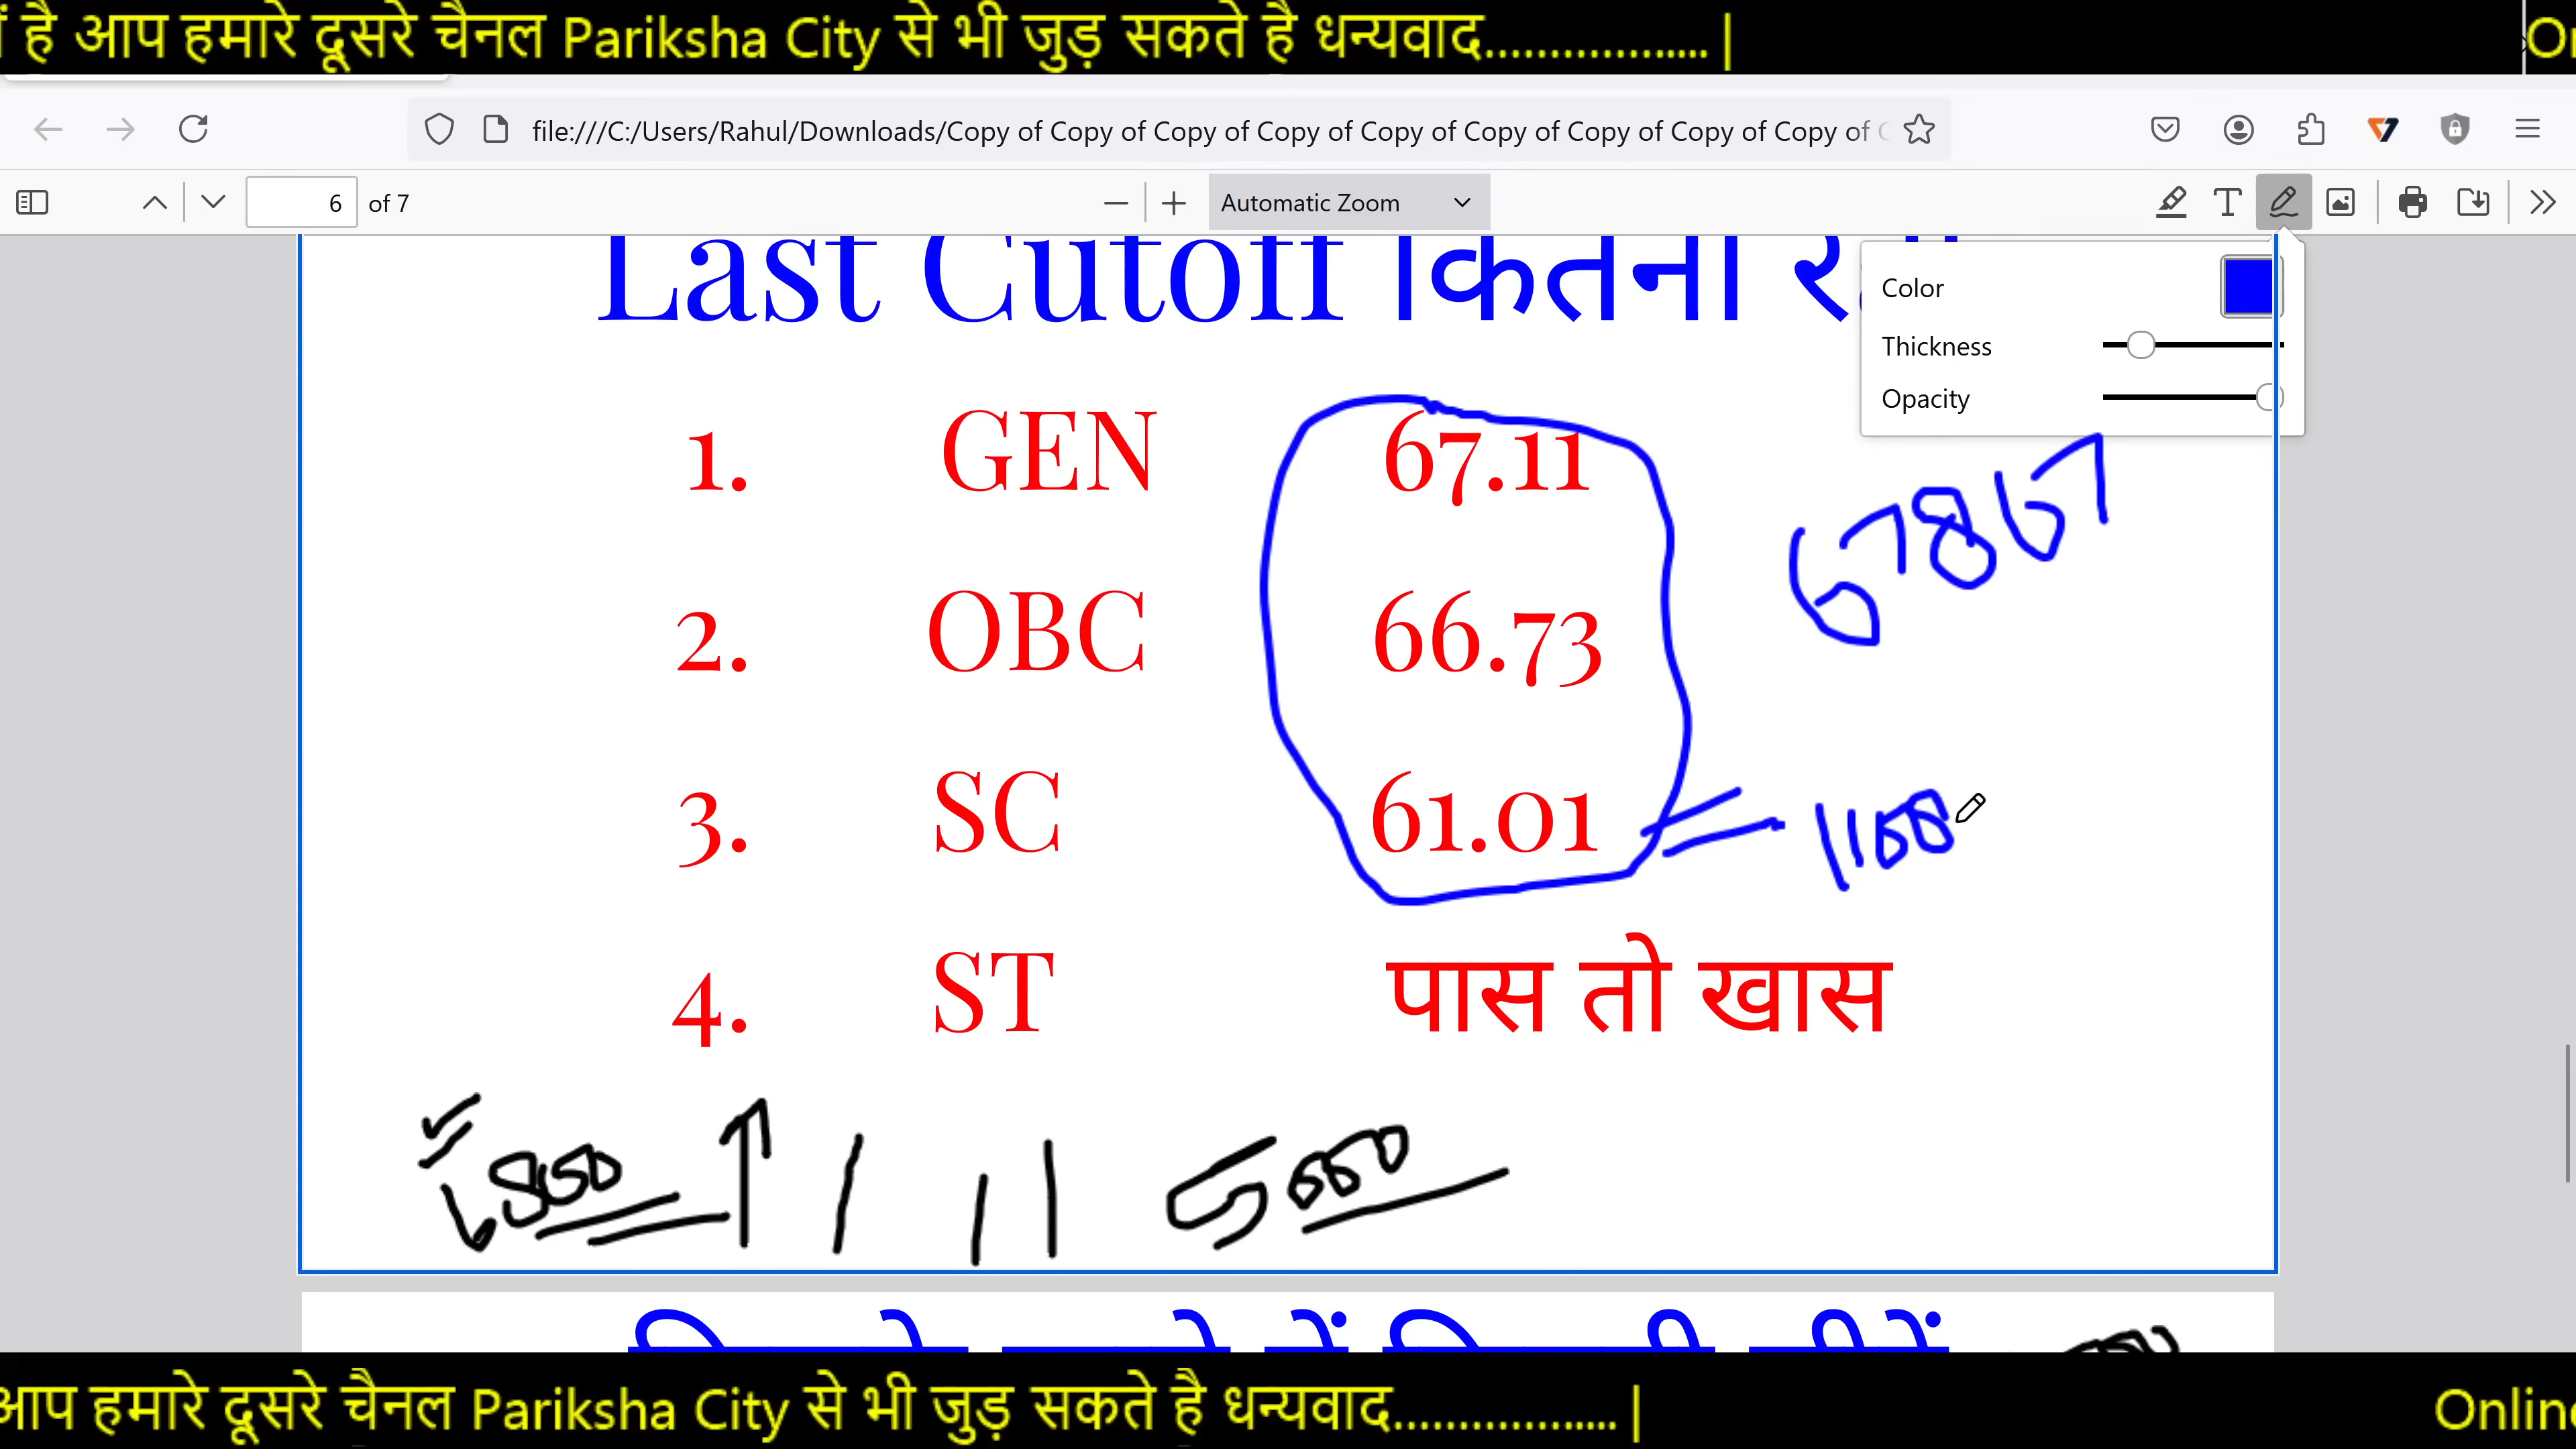 है आप हमारे दूसरे चैनल Pariksha City से भी जुड़ सकते है धन्यवाद..................... |
file:///C:/Users/Rahul/Downloads/Copy of Copy of Copy of Copy of Copy of Copy of Copy of Copy of Copy of
6 of 7
Automatic Zoom
Last Cutoff कितना
Color
Thickness
Opacity
1. GEN 67.11
67867
2. OBC 66.73
3. SC 61.01
1100
4. ST पास तो खास
5000
आप हमारे दूसरे चैनल Pariksha City से भी जुड़ सकते है धन्यवाद..................... |